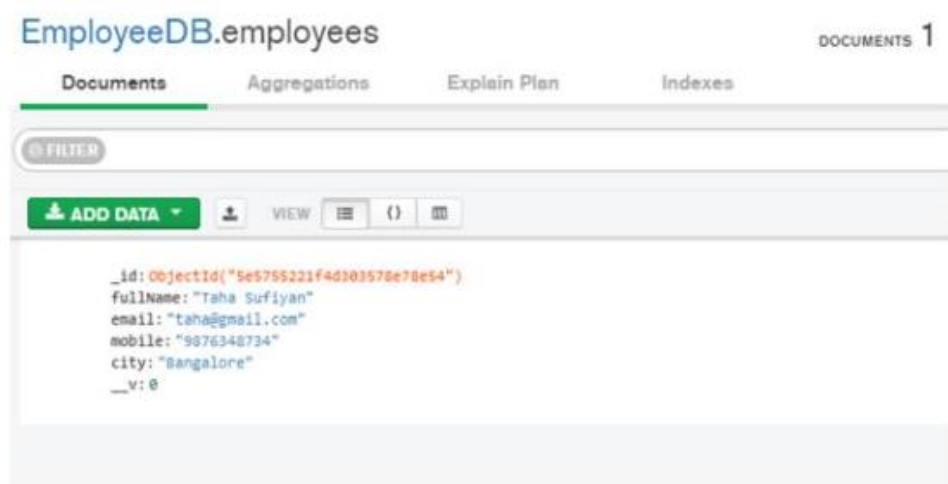 EmployeeDB.employees
DOCUMENTS 1
Documents Aggregations Explain Plan Indexes
FILTER
ADD DATA VIEW {}
_id: ObjectId("5e5755221f4d303578e78e54")
fullName: "Taha Sufiyan"
email: "taha@gmail.com"
mobile: "9876348734"
city: "Bangalore"
__v: 0